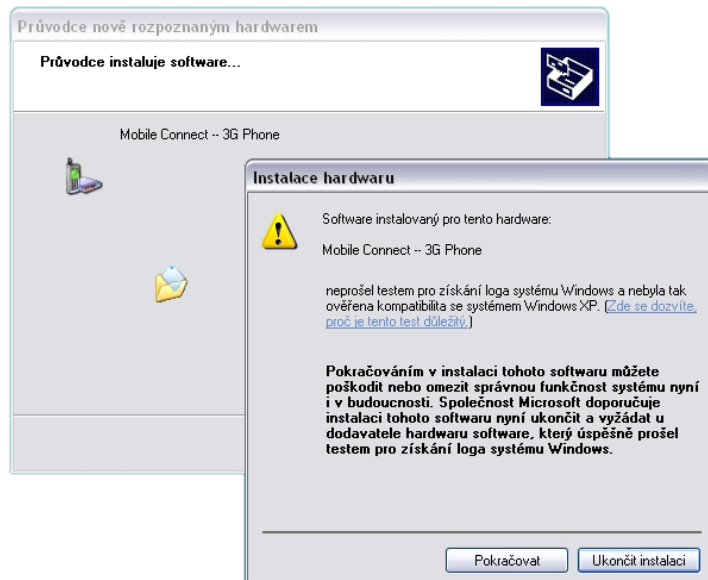 Průvodce nově rozpoznaným hardwarem
Průvodce instaluje software...
Mobile Connect -- 3G Phone
Instalace hardwaru
Software instalovaný pro tento hardware:
Mobile Connect -- 3G Phone
neprošel testem pro získání loga systému Windows a nebyla tak
ověřena kompatibilita se systémem Windows XP. (Zde se dozvíte,
proč je tento test důležitý.)
Pokračováním v instalaci tohoto softwaru můžete
poškodit nebo omezit správnou funkčnost systému nyní
i v budoucnosti. Společnost Microsoft doporučuje
instalaci tohoto softwaru nyní ukončit a vyžádat u
dodavatele hardwaru software, který úspěšně prošel
testem pro získání loga systému Windows.
Pokračovat
Ukončit instalaci